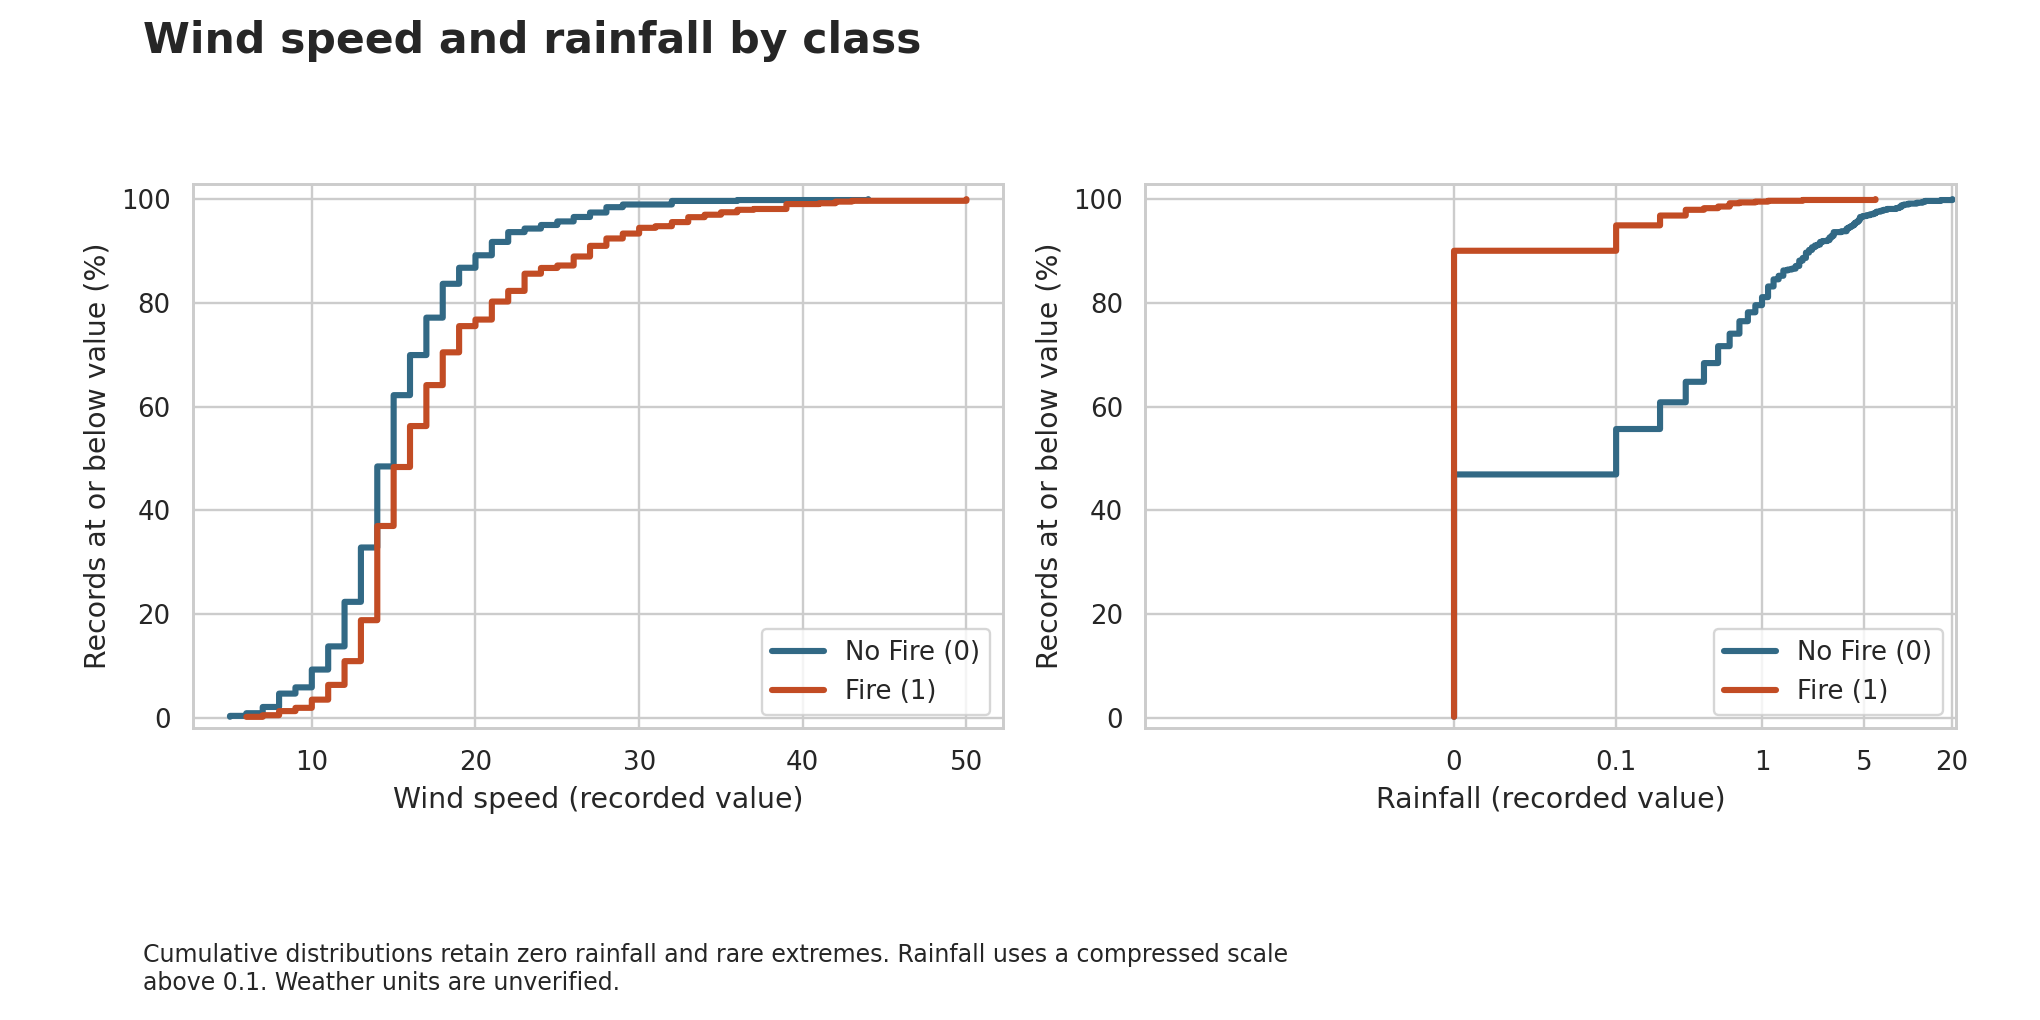 Wind speed and rainfall by class
Records at or below value (%)
100
80
60
40
20
0
10
20
30
40
50
Wind speed (recorded value)
No Fire (0)
Fire (1)
Records at or below value (%)
100
80
60
40
20
0
0
0.1
1
5
20
Rainfall (recorded value)
No Fire (0)
Fire (1)
Cumulative distributions retain zero rainfall and rare extremes. Rainfall uses a compressed scale
above 0.1. Weather units are unverified.